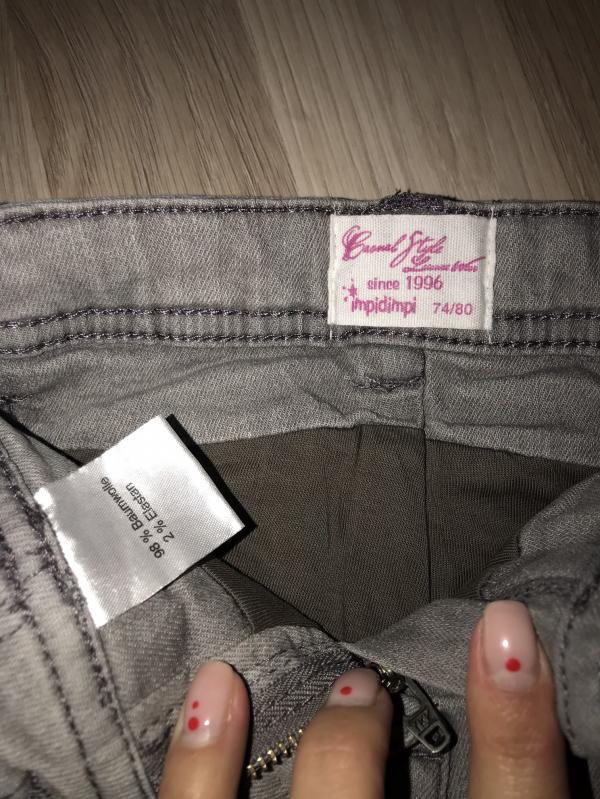 Casual Style
since 1996
impidimpi 74/80
98 % Baumwolle
2 % Elastan